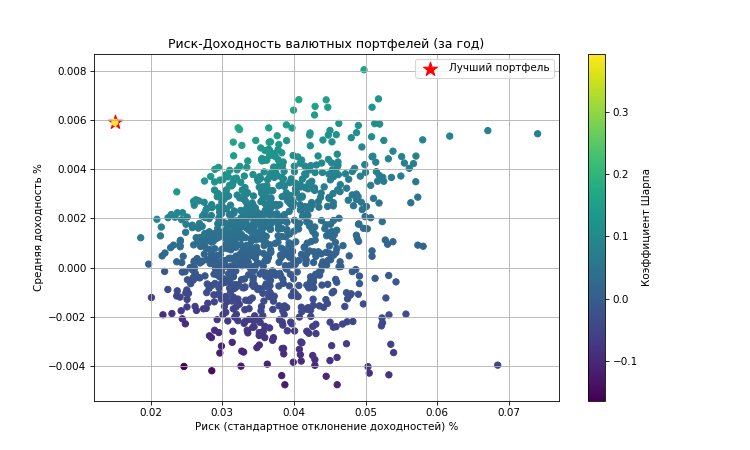 Риск-Доходность валютных портфелей (за год)
Лучший портфель
Средняя доходность %
0.008
0.006
0.004
0.002
0.000
−0.002
−0.004
0.02 0.03 0.04 0.05 0.06 0.07
Риск (стандартное отклонение доходностей) %
0.3
0.2
0.1
0.0
−0.1
Коэффициент Шарпа